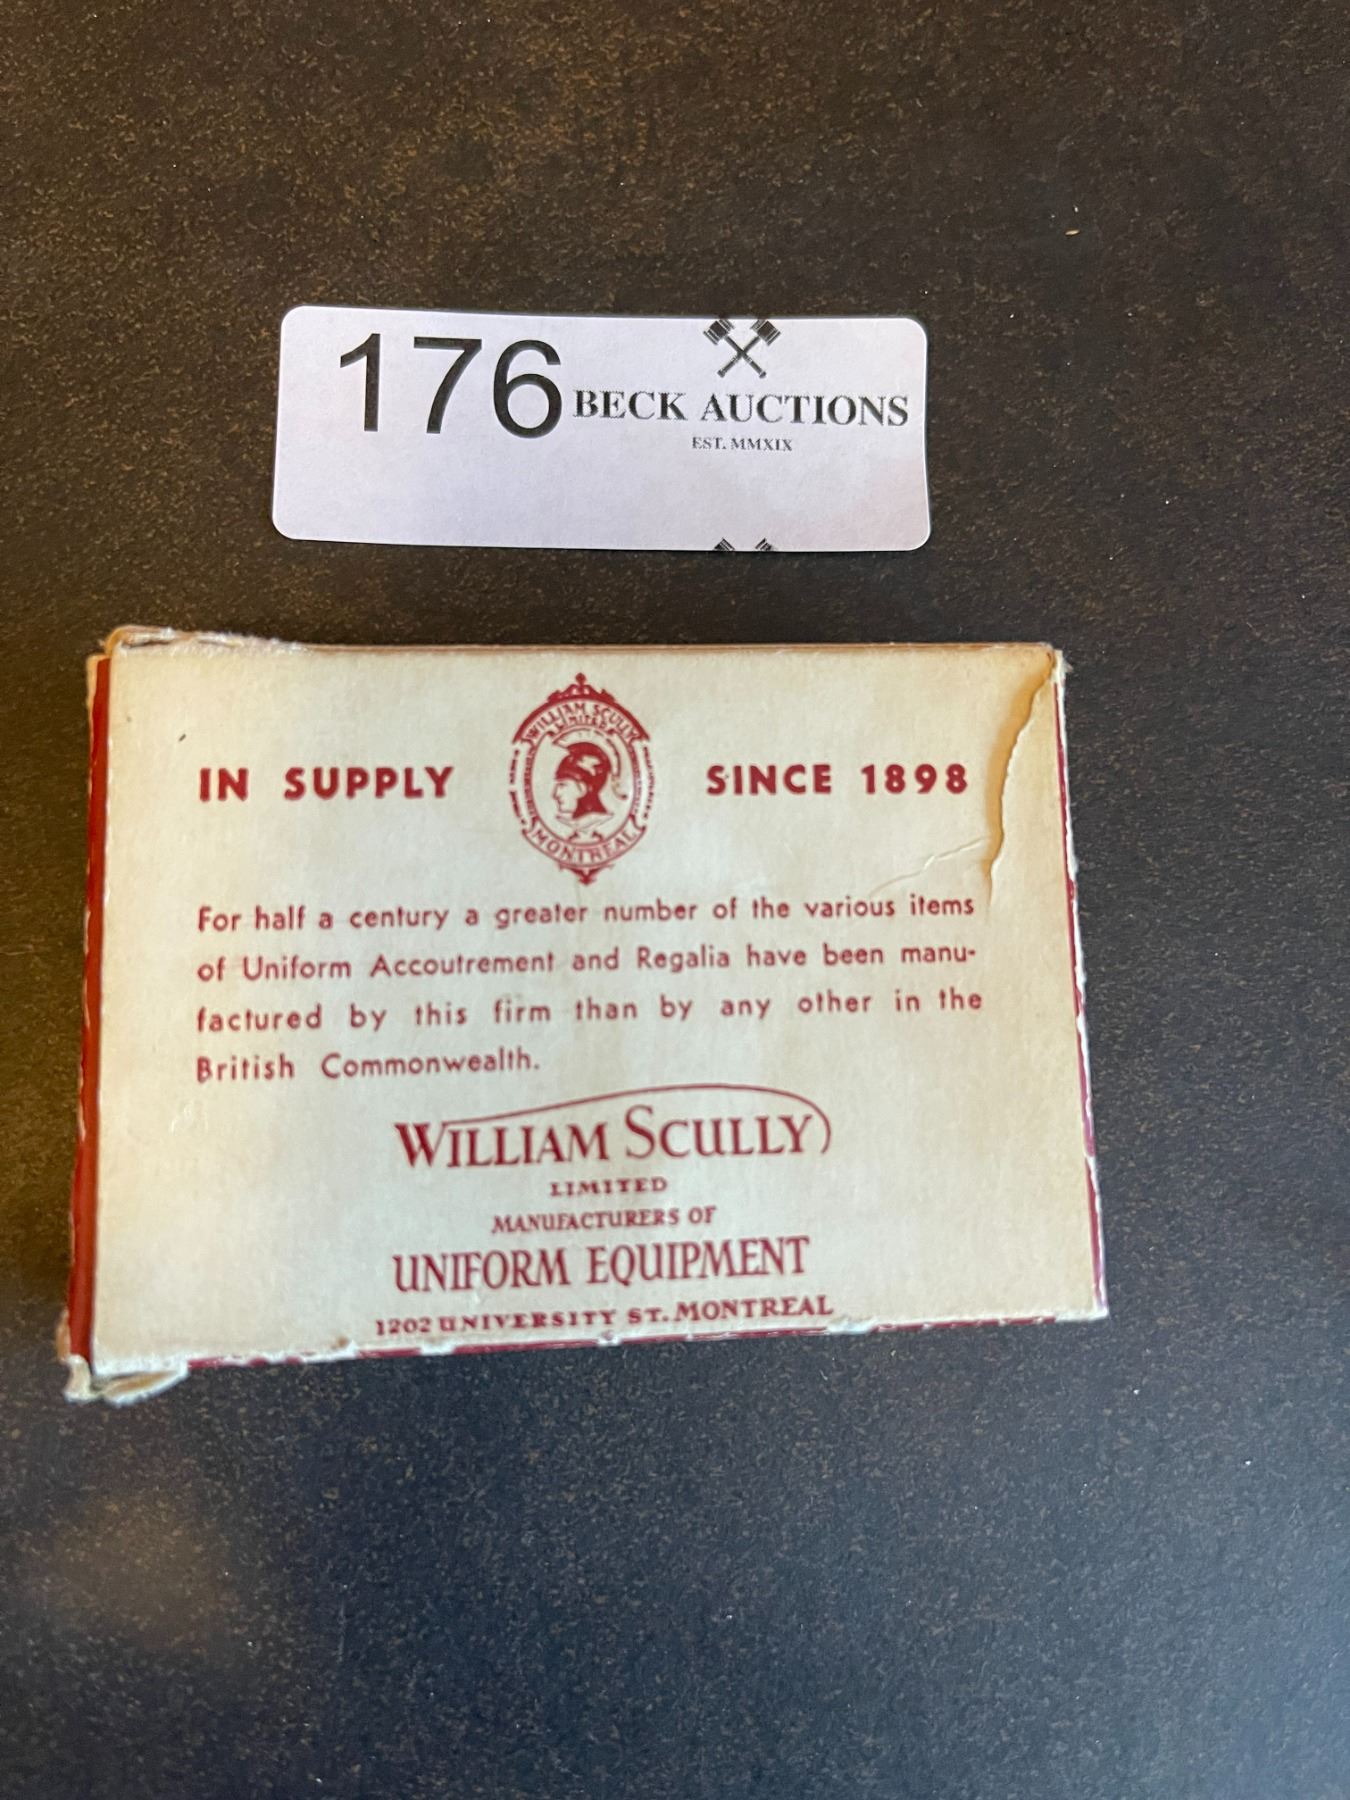 176
BECK AUCTIONS
EST. MMXIX
WILLIAM SCULLY
LIMITED
MONTREAL
IN SUPPLY SINCE 1898
For half a century a greater number of the various items
of Uniform Accoutrement and Regalia have been manu-
factured by this firm than by any other in the
British Commonwealth.
WILLIAM SCULLY
LIMITED
MANUFACTURERS OF
UNIFORM EQUIPMENT
1202 UNIVERSITY ST. MONTREAL